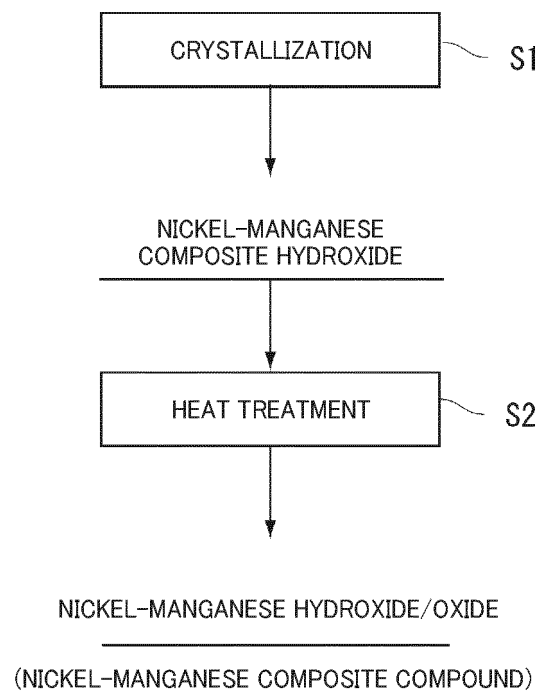 CRYSTALLIZATION
S1
NICKEL-MANGANESE
COMPOSITE HYDROXIDE
HEAT TREATMENT
S2
NICKEL-MANGANESE HYDROXIDE/OXIDE
(NICKEL-MANGANESE COMPOSITE COMPOUND)